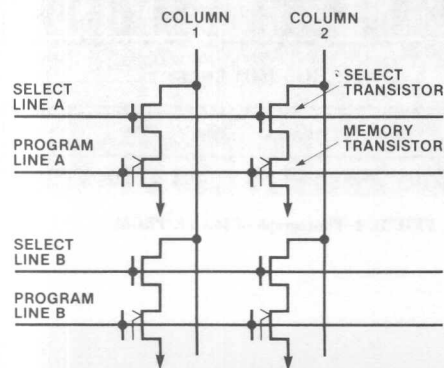 COLUMN
1
COLUMN
2
SELECT
LINE A
SELECT
TRANSISTOR
PROGRAM
LINE A
MEMORY
TRANSISTOR
SELECT
LINE B
PROGRAM
LINE B